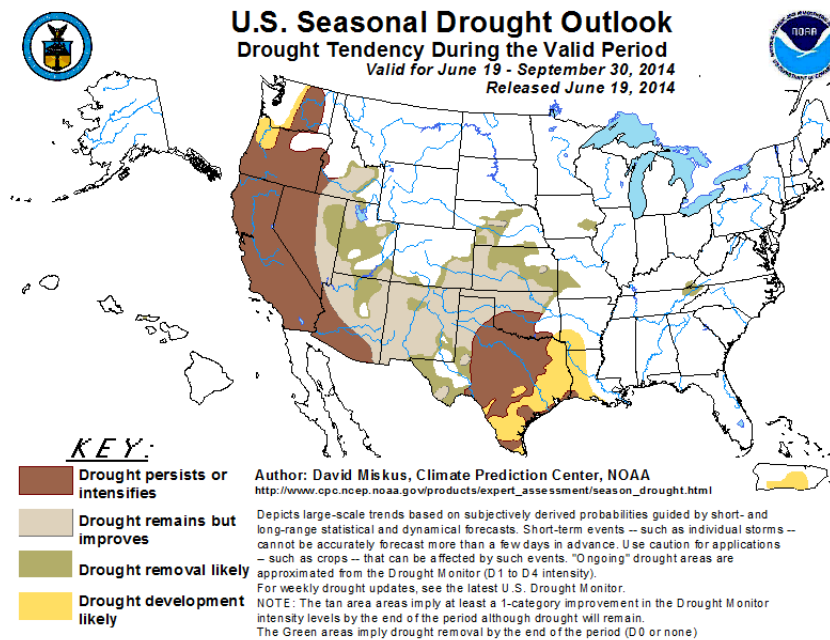 U.S. Seasonal Drought Outlook
Drought Tendency During the Valid Period
Valid for June 19 - September 30, 2014
Released June 19, 2014
NOAA
KEY:
Drought persists or
intensifies
Drought remains but
improves
Drought removal likely
Drought development
likely
Author: David Miskus, Climate Prediction Center, NOAA
http://www.cpc.ncep.noaa.gov/products/expert_assessment/season_drought.html
Depicts large-scale trends based on subjectively derived probabilities guided by short- and
long-range statistical and dynamical forecasts. Short-term events -- such as individual storms --
cannot be accurately forecast more than a few days in advance. Use caution for applications
-- such as crops -- that can be affected by such events. "Ongoing" drought areas are
approximated from the Drought Monitor (D1 to D4 intensity).
For weekly drought updates, see the latest U.S. Drought Monitor.
NOTE: The tan area areas imply at least a 1-category improvement in the Drought Monitor
intensity levels by the end of the period although drought will remain.
The Green areas imply drought removal by the end of the period (D0 or none)